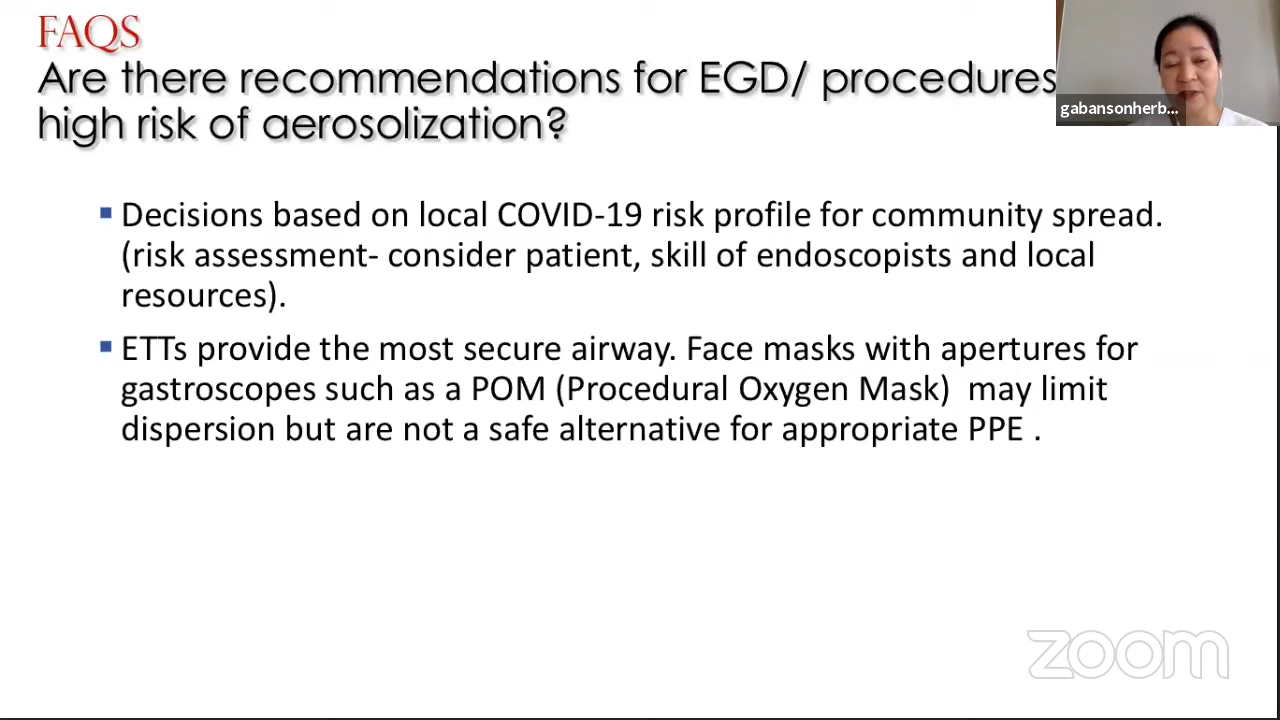 FAQS
Are there recommendations for EGD/ procedures
high risk of aerosolization?
gabansonherb...
▪ Decisions based on local COVID-19 risk profile for community spread.
(risk assessment- consider patient, skill of endoscopists and local
resources).
▪ ETTs provide the most secure airway. Face masks with apertures for
gastroscopes such as a POM (Procedural Oxygen Mask)  may limit
dispersion but are not a safe alternative for appropriate PPE .
zoom